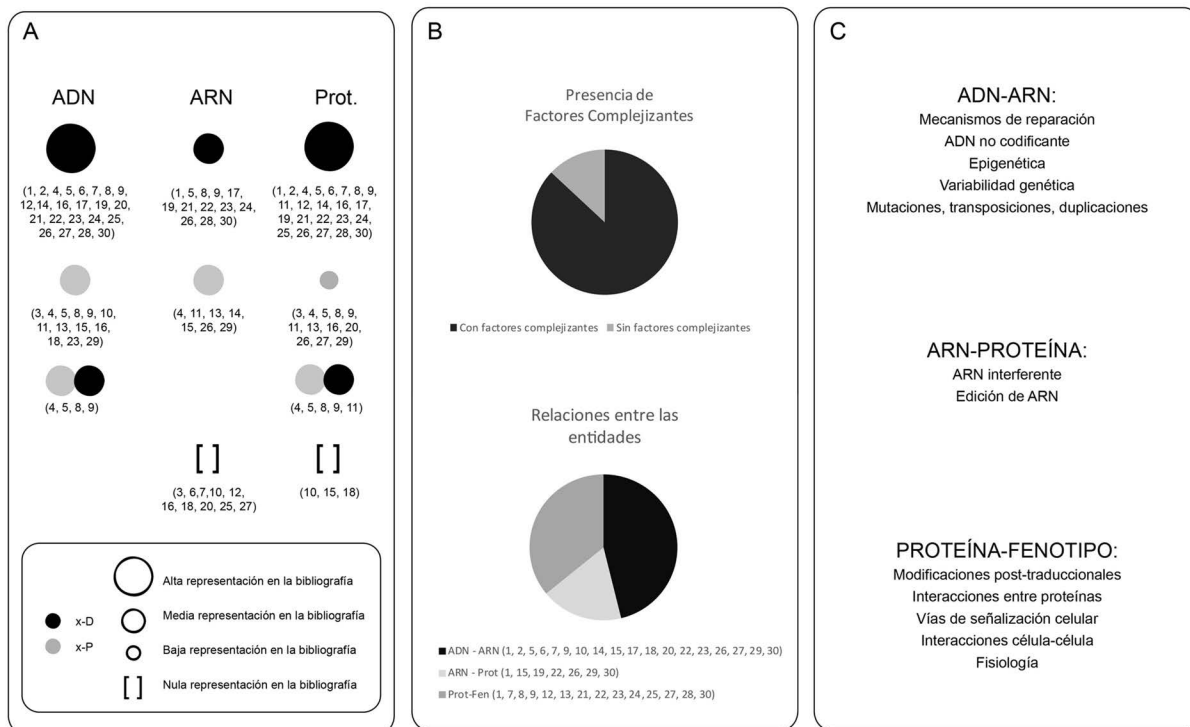 A
ADN
ARN
Prot.
(1, 2, 4, 5, 6, 7, 8, 9,
12,14, 16, 17, 19, 20,
21, 22, 23, 24, 25,
26, 27, 28, 30)
(1, 5, 8, 9, 17,
19, 21, 22, 23, 24,
26, 28, 30)
(1, 2, 4, 5, 6, 7, 8, 9,
11, 12, 14, 16, 17,
19, 21, 22, 23, 24,
25, 26, 27, 28, 30)
(3, 4, 5, 8, 9, 10,
11, 13, 15, 16,
18, 23, 29)
(4, 11, 13, 14,
15, 26, 29)
(3, 4, 5, 8, 9,
11, 13, 16, 20,
26, 27, 29)
(4, 5, 8, 9)
(4, 5, 8, 9, 11)
[ ]
[ ]
(3, 6,7,10, 12,
16, 18, 20, 25, 27)
(10, 15, 18)
x-D
x-P
Alta representación en la bibliografía
Media representación en la bibliografía
Baja representación en la bibliografía
[ ] Nula representación en la bibliografía
B
Presencia de
Factores Complejizantes
Con factores complejizantes
Sin factores complejizantes
Relaciones entre las
entidades
ADN - ARN (1, 2, 5, 6, 7, 9, 10, 14, 15, 17, 18, 20, 22, 23, 26, 27, 29, 30)
ARN - Prot (1, 15, 19, 22, 26, 29, 30)
Prot-Fen (1, 7, 8, 9, 12, 13, 21, 22, 23, 24, 25, 27, 28, 30)
C
ADN-ARN:
Mecanismos de reparación
ADN no codificante
Epigenética
Variabilidad genética
Mutaciones, transposiciones, duplicaciones
ARN-PROTEÍNA:
ARN interferente
Edición de ARN
PROTEÍNA-FENOTIPO:
Modificaciones post-traduccionales
Interacciones entre proteínas
Vías de señalización celular
Interacciones célula-célula
Fisiología